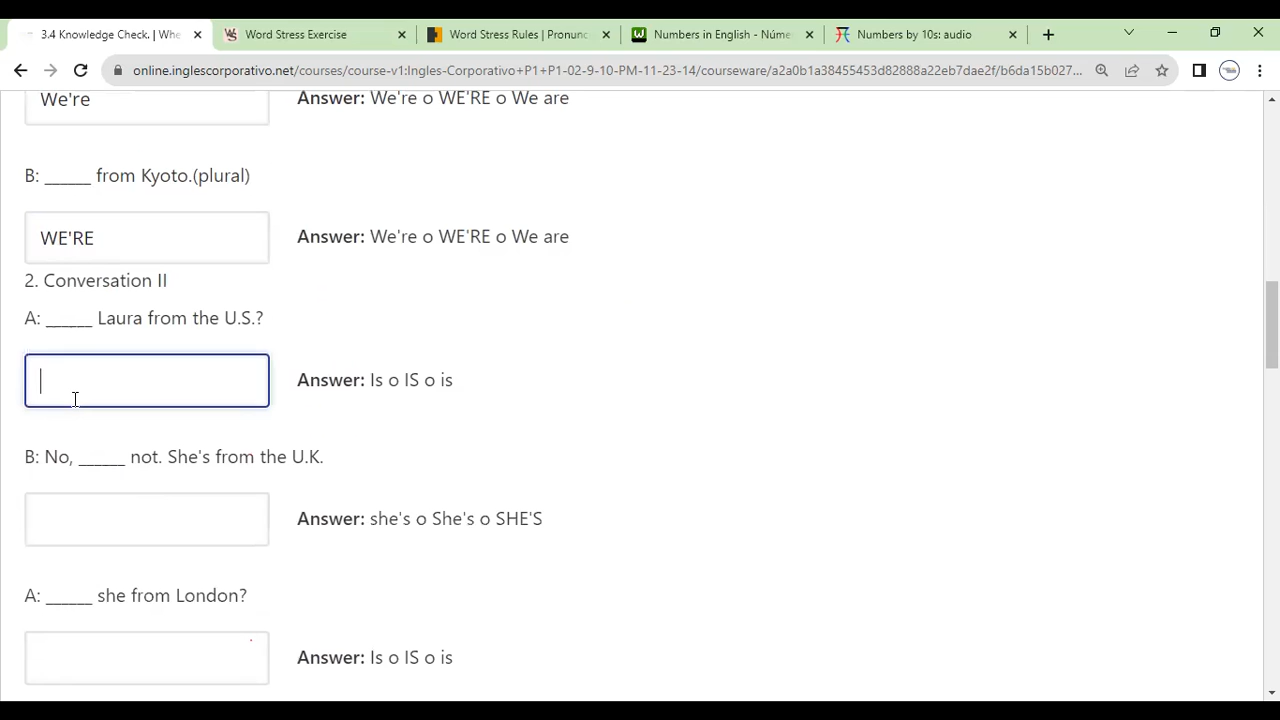 3.4 Knowledge Check. | Whe
Word Stress Exercise
Word Stress Rules | Pronunc
Numbers in English - Núme
Numbers by 10s: audio
online.inglescorporativo.net/courses/course-v1:Ingles-Corporativo+P1+P1-02-9-10-PM-11-23-14/courseware/a2a0b1a38455453d82888a22eb7dae2f/b6da15b027...
We're
Answer: We're o WE'RE o We are
B: ______ from Kyoto.(plural)
WE'RE
Answer: We're o WE'RE o We are
2. Conversation II
A: ______ Laura from the U.S.?
Answer: Is o IS o is
B: No, ______ not. She's from the U.K.
Answer: she's o She's o SHE'S
A: ______ she from London?
Answer: Is o IS o is